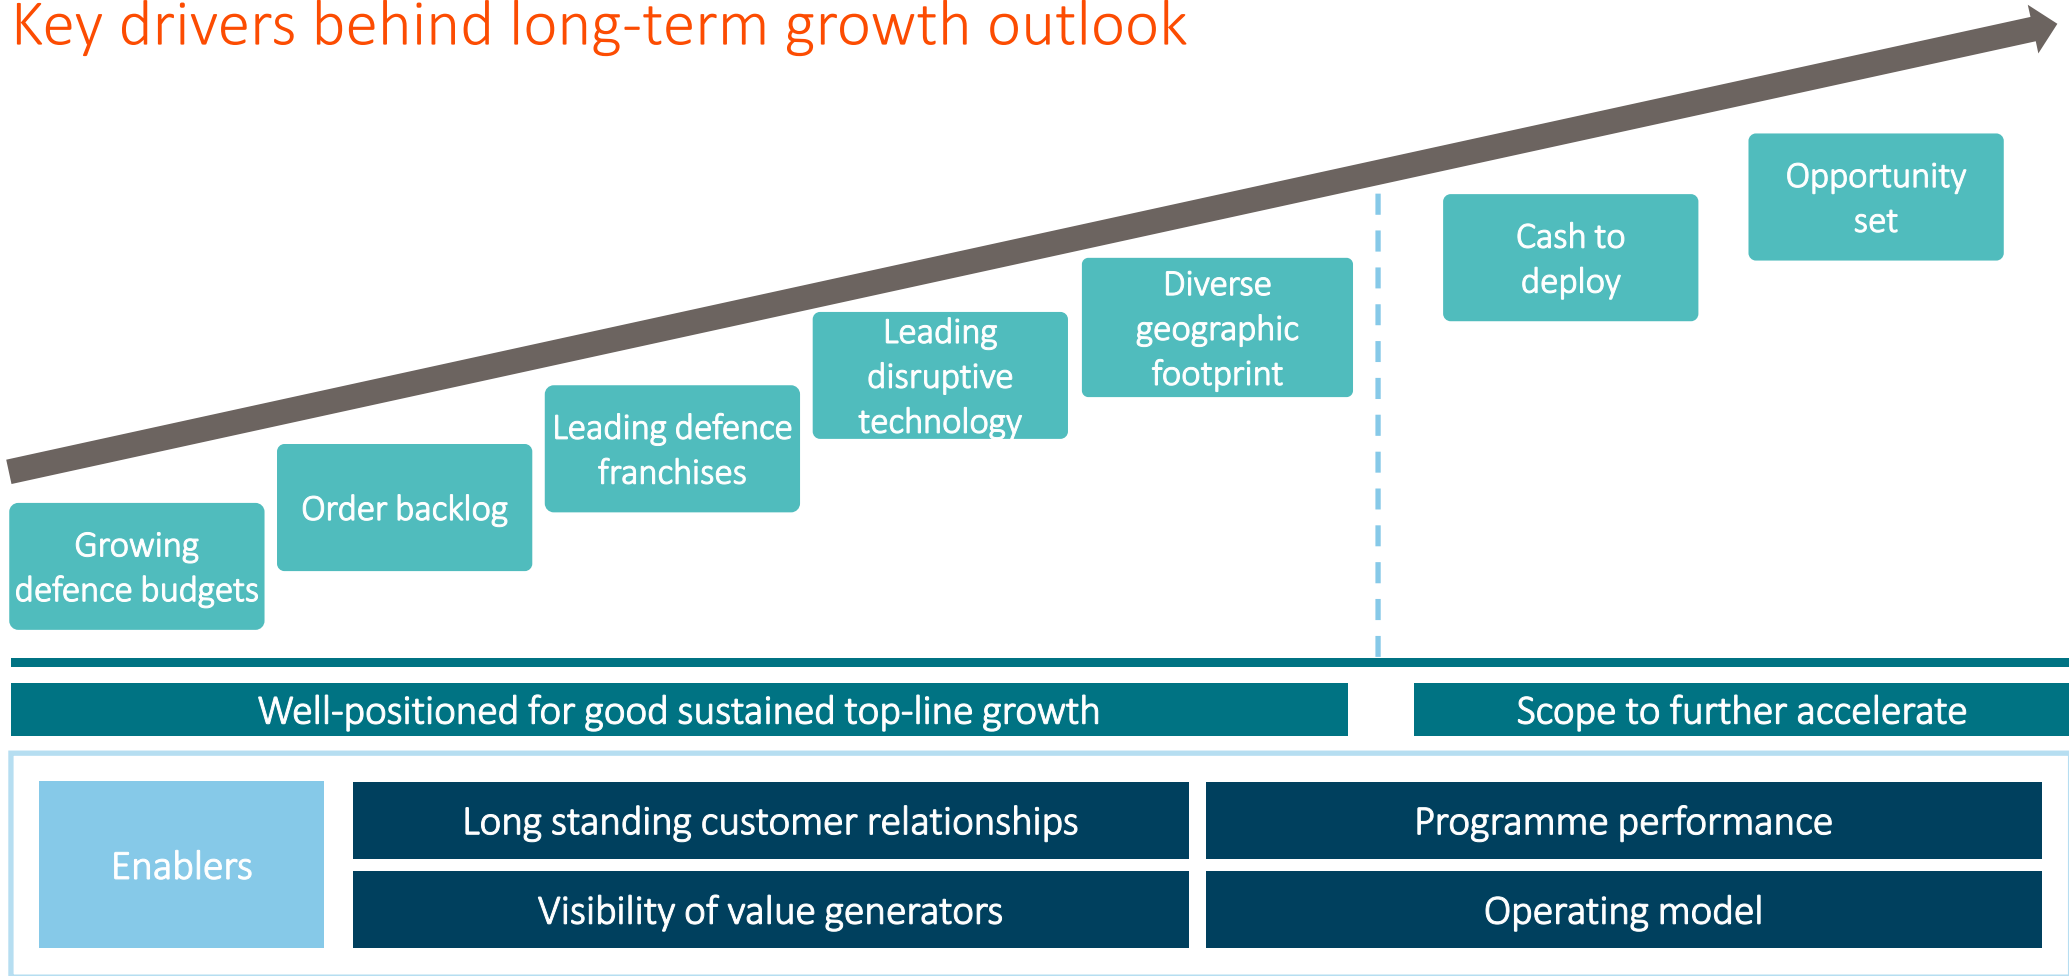 Key drivers behind long-term growth outlook
Growing
defence budgets
Order backlog
Leading defence
franchises
Leading
disruptive
technology
Diverse
geographic
footprint
Cash to
deploy
Opportunity
set
Well-positioned for good sustained top-line growth
Scope to further accelerate
Enablers
Long standing customer relationships
Programme performance
Visibility of value generators
Operating model